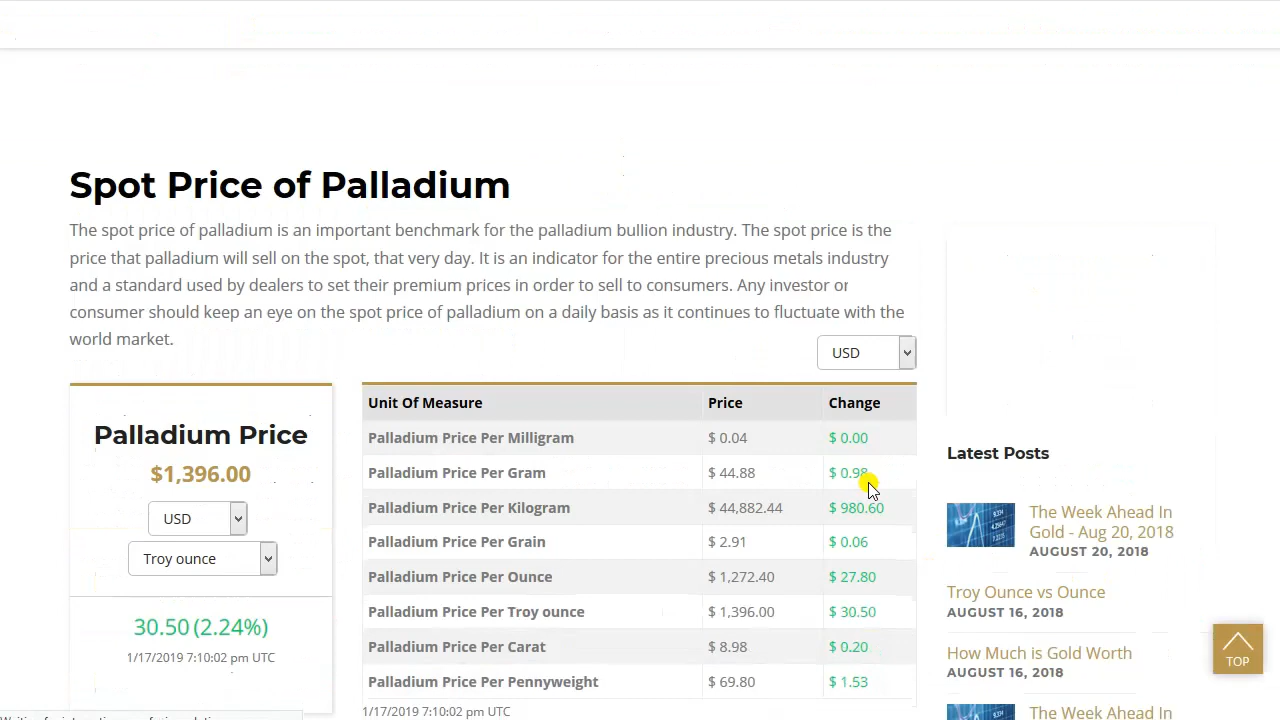 Spot Price of Palladium
The spot price of palladium is an important benchmark for the palladium bullion industry. The spot price is the
price that palladium will sell on the spot, that very day. It is an indicator for the entire precious metals industry
and a standard used by dealers to set their premium prices in order to sell to consumers. Any investor or
consumer should keep an eye on the spot price of palladium on a daily basis as it continues to fluctuate with the
world market.
USD
Palladium Price
$1,396.00
USD
Troy ounce
30.50 (2.24%)
1/17/2019 7:10:02 pm UTC
Unit Of Measure Price Change
Palladium Price Per Milligram $ 0.04 $ 0.00
Palladium Price Per Gram $ 44.88 $ 0.98
Palladium Price Per Kilogram $ 44,882.44 $ 980.60
Palladium Price Per Grain $ 2.91 $ 0.06
Palladium Price Per Ounce $ 1,272.40 $ 27.80
Palladium Price Per Troy ounce $ 1,396.00 $ 30.50
Palladium Price Per Carat $ 8.98 $ 0.20
Palladium Price Per Pennyweight $ 69.80 $ 1.53
1/17/2019 7:10:02 pm UTC
Latest Posts
The Week Ahead In
Gold - Aug 20, 2018
AUGUST 20, 2018
Troy Ounce vs Ounce
AUGUST 16, 2018
How Much is Gold Worth
AUGUST 16, 2018
The Week Ahead In
TOP